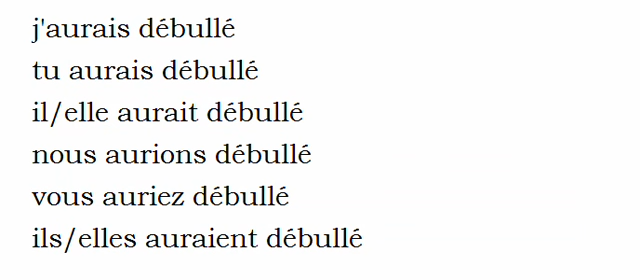 j'aurais débullé
tu aurais débullé
il/elle aurait débullé
nous aurions débullé
vous auriez débullé
ils/elles auraient débullé